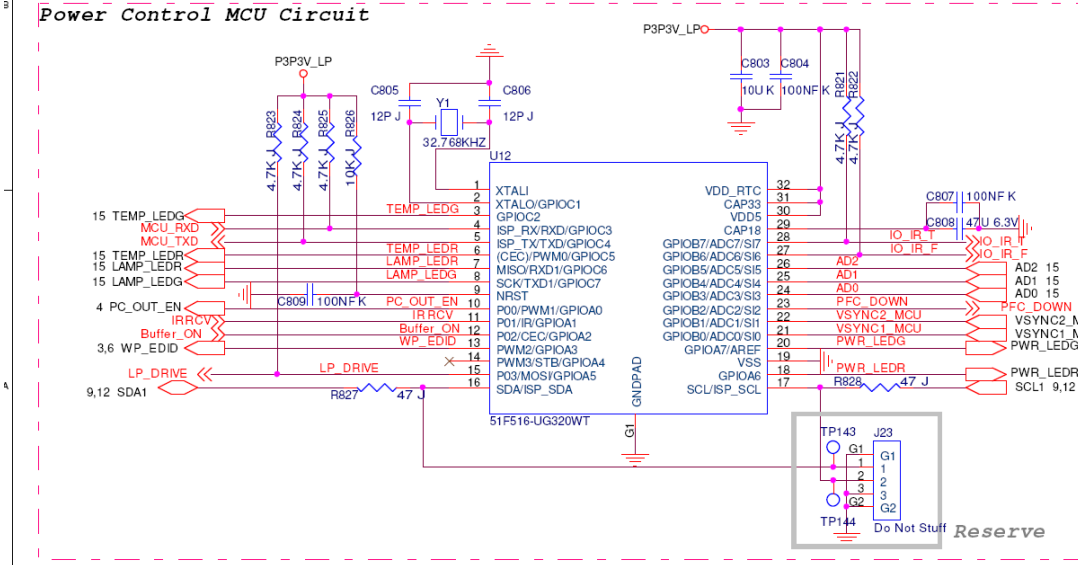 Power Control MCU Circuit
P3P3V_LP
P3P3V_LP
C803 C804
10U K 100NF K
R821
R822
4.7K J
4.7K J
C805 Y1 C806
12P J 12P J
32.768KHZ
R823
R824
R825
R826
4.7K J
4.7K J
4.7K J
10K J
U12
1 XTALI VDD_RTC 32
2 XTALO/GPIOC1 CAP33 31
15 TEMP_LEDG TEMP_LEDG 3 GPIOC2 VDD5 30
MCU_RXD 4 ISP_RX/RXD/GPIOC3 CAP18 29
MCU_TXD 5 ISP_TX/TXD/GPIOC4 GPIOB7/ADC7/SI7 28 IO_IR_T IO_IR_T
15 TEMP_LEDR TEMP_LEDR 6 (CEC)/PWM0/GPIOC5 GPIOB6/ADC6/SI6 27 IO_IR_F IO_IR_F
15 LAMP_LEDR LAMP_LEDR 7 MISO/RXD1/GPIOC6 GPIOB5/ADC5/SI5 26 AD2 AD2 15
15 LAMP_LEDG LAMP_LEDG 8 SCK/TXD1/GPIOC7 GPIOB4/ADC4/SI4 25 AD1 AD1 15
9 NRST GPIOB3/ADC3/SI3 24 AD0 AD0 15
4 PC_OUT_EN PC_OUT_EN 10 P00/PWM1/GPIOA0 GPIOB2/ADC2/SI2 23 PFC_DOWN PFC_DOWN
IRRCV IRRCV 11 P01/IR/GPIOA1 GPIOB1/ADC1/SI1 22 VSYNC2_MCU VSYNC2_M
Buffer_ON Buffer_ON 12 P02/CEC/GPIOA2 GPIOB0/ADC0/SI0 21 VSYNC1_MCU VSYNC1_M
3,6 WP_EDID WP_EDID 13 PWM2/GPIOA3 GPIOA7/AREF 20 PWR_LEDG PWR_LEDG
14 PWM3/STB/GPIOA4 VSS 19
LP_DRIVE LP_DRIVE 15 P03/MOSI/GPIOA5 GPIOA6 18 PWR_LEDR PWR_LEDR
9,12 SDA1 16 SDA/ISP_SDA SCL/ISP_SCL 17 SCL1 9,12
C807 100NF K
C808 47U 6.3V
C809 100NF K
R827 47 J
R828 47 J
GNDPAD
G1
51F516-UG320WT
TP143 J23
G1 G1
1 1
2 2
3 3
G2 G2
TP144 Do Not Stuff
Reserve